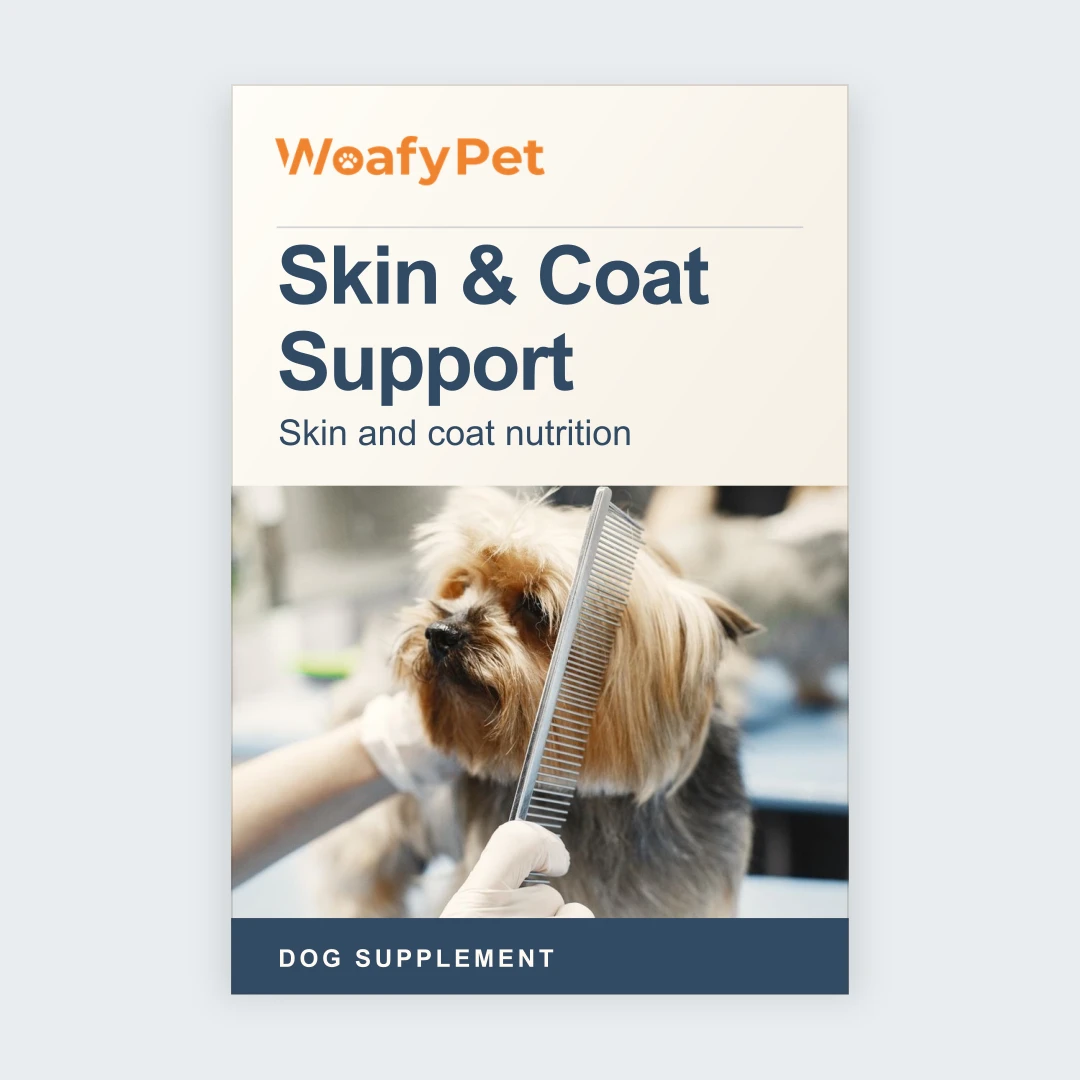 WoafyPet
Skin & Coat
Support
Skin and coat nutrition
DOG SUPPLEMENT